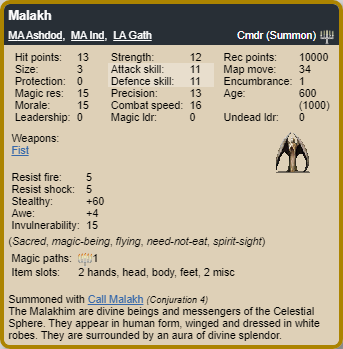 Malakh
MA Ashdod, MA Ind, LA Gath Cmdr (Summon)
Hit points: 13 Strength: 12 Rec points: 10000
Size: 3 Attack skill: 11 Map move: 34
Protection: 0 Defence skill: 11 Encumbrance: 1
Magic res: 15 Precision: 13 Age: 600
Morale: 15 Combat speed: 16 (1000)
Leadership: 0 Magic ldr: 0 Undead ldr: 0
Weapons:
Fist
Resist fire: 5
Resist shock: 5
Stealthy: +60
Awe: +4
Invulnerability: 15
(Sacred, magic-being, flying, need-not-eat, spirit-sight)
Magic paths: 1
Item slots: 2 hands, head, body, feet, 2 misc
Summoned with Call Malakh (Conjuration 4)
The Malakhim are divine beings and messengers of the Celestial
Sphere. They appear in human form, winged and dressed in white
robes. They are surrounded by an aura of divine splendor.